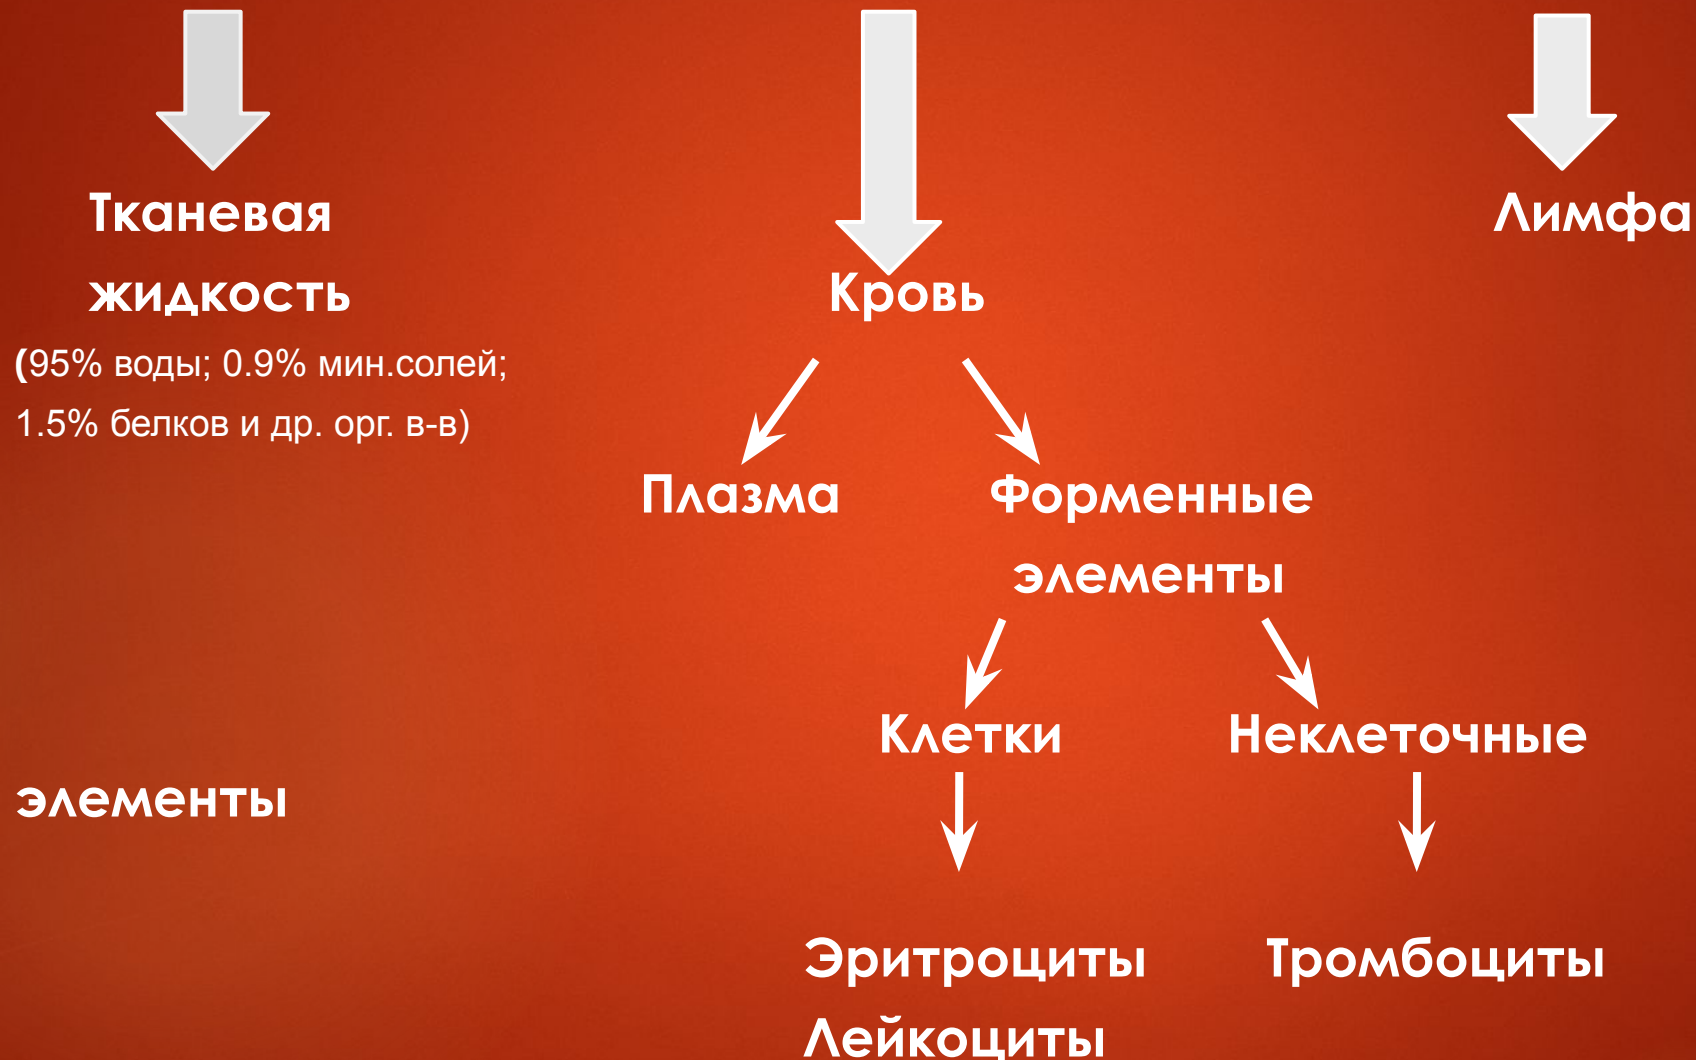 Тканевая
жидкость
(95% воды; 0.9% мин.солей;
1.5% белков и др. орг. в-в)
Кровь
Лимфа
Плазма
Форменные
элементы
Клетки
Неклеточные
элементы
Эритроциты
Лейкоциты
Тромбоциты